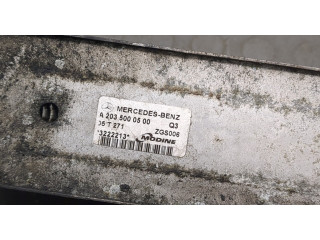 MERCEDES-BENZ
A 203 500 05 00 Q3
05 T 271 ZGS006
*3222213* MODINE